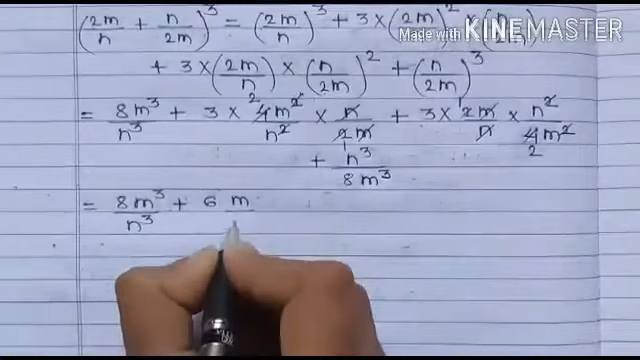 (2m/n + n/2m)³ = (2m/n)³ + 3 × (2m/n)² × (n/2m)
Made with KINEMASTER
+ 3 × (2m/n) × (n/2m)² + (n/2m)³
= 8m³/n³ + 3 × 4m²/n² × n/2m + 3 × 2m/n × n²/4m²
+ n³/8m³
= 8m³/n³ + 6 m